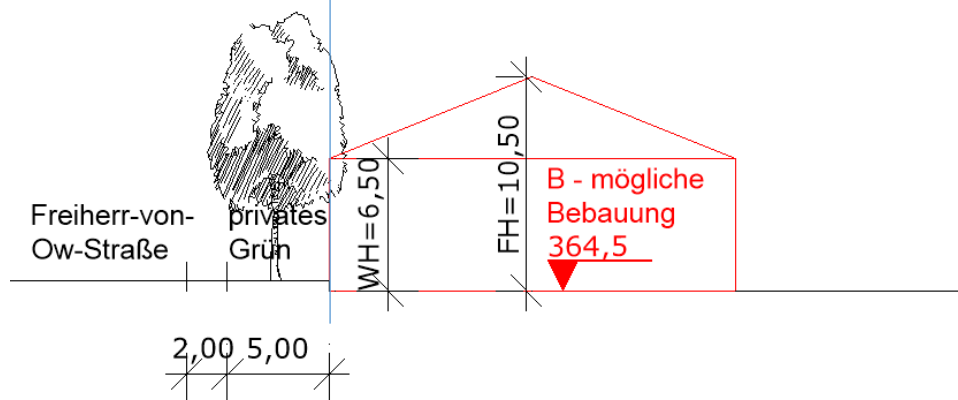 FH=10,50
WH=6,50
B - mögliche
Bebauung
364,5
Freiherr-von-
Ow-Straße
privates
Grün
2,00 5,00